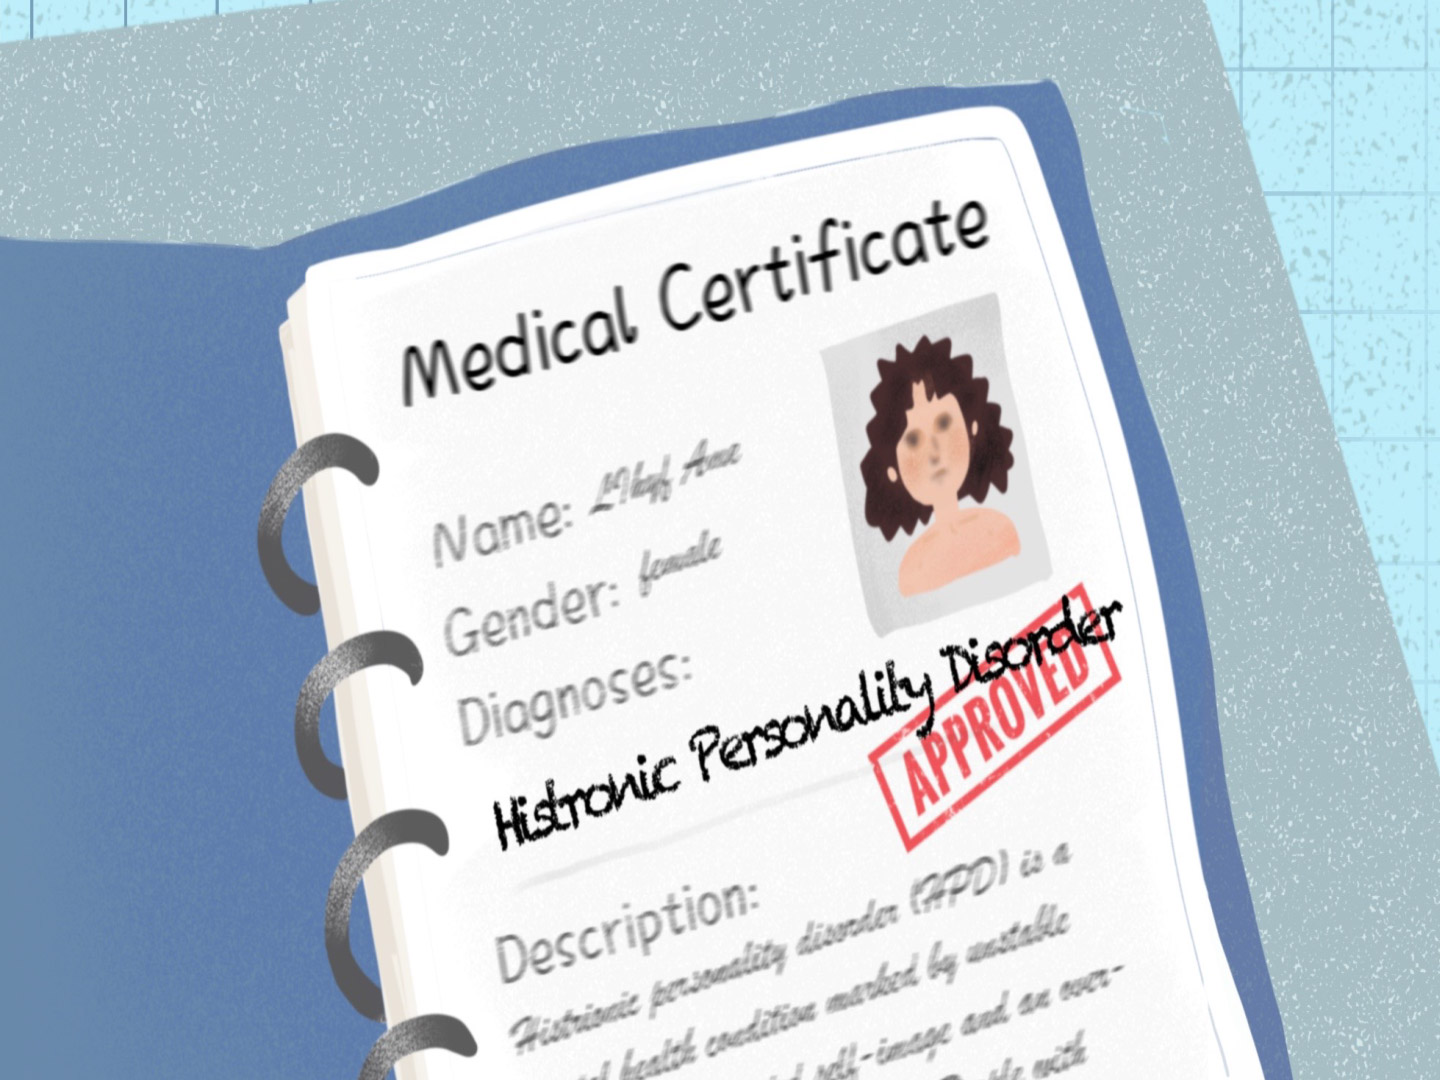 Medical Certificate
Name:
Gender: female
Diagnoses:
Histronic Personality Disorder
APPROVED
Description:
Histrionic personality disorder (HPD) is a
health condition marked by unstable
self-image and an over-
with